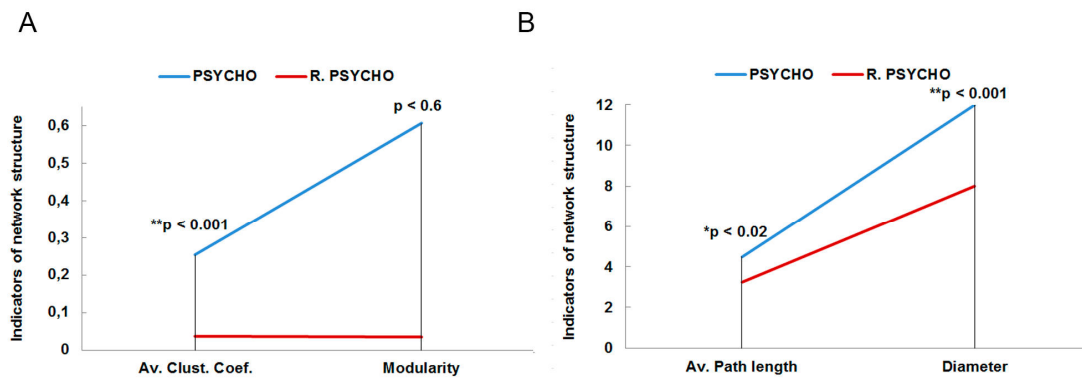 A
PSYCHO R. PSYCHO
Indicators of network structure
0,6
0,5
0,4
0,3
0,2
0,1
0
**p < 0.001
p < 0.6
Av. Clust. Coef. Modularity
B
PSYCHO R. PSYCHO
Indicators of network structure
12
10
8
6
4
2
0
*p < 0.02
**p < 0.001
Av. Path length Diameter